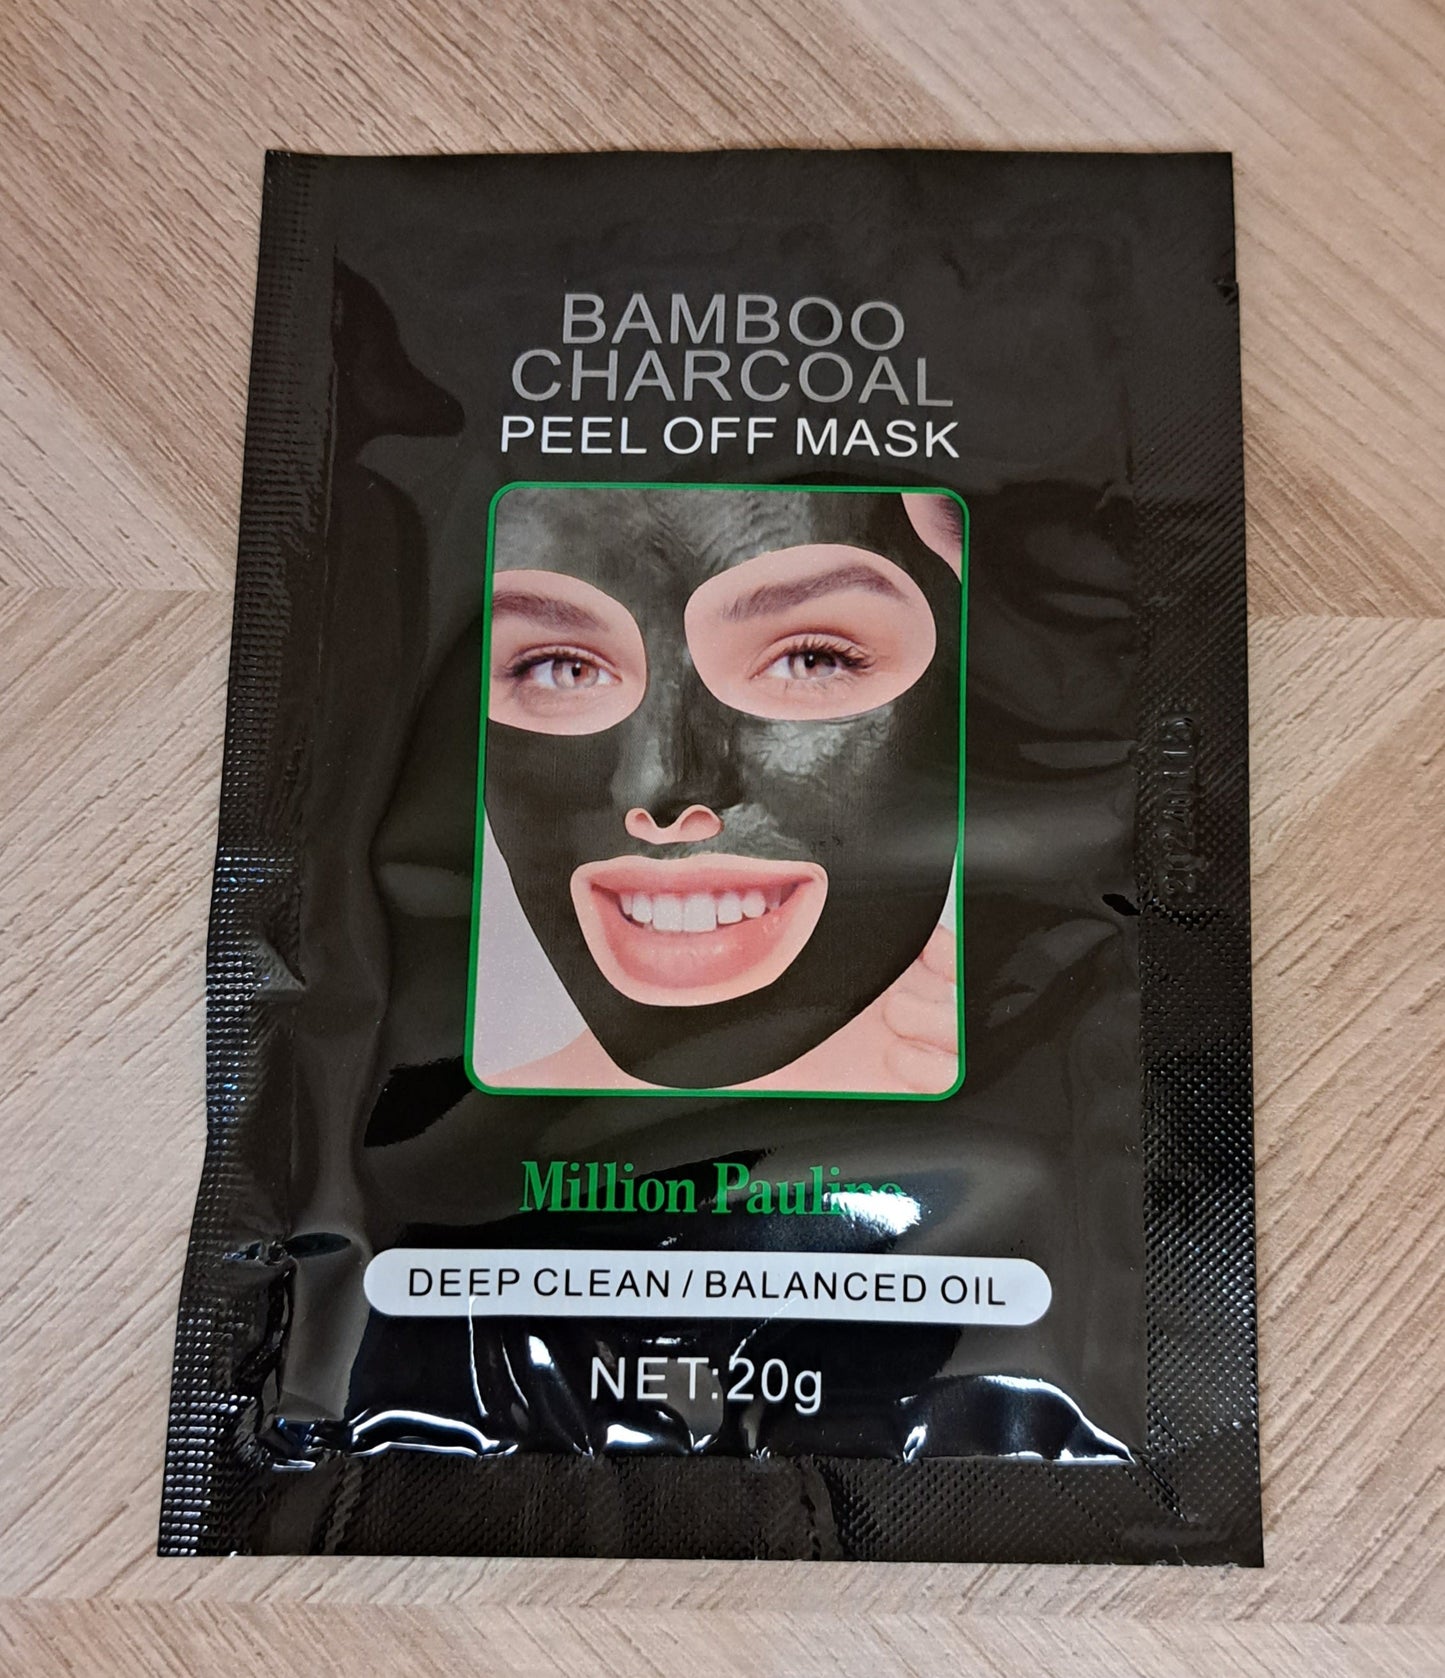 BAMBOO
CHARCOAL
PEEL OFF MASK
Million Pauline
DEEP CLEAN / BALANCED OIL
NET:20g